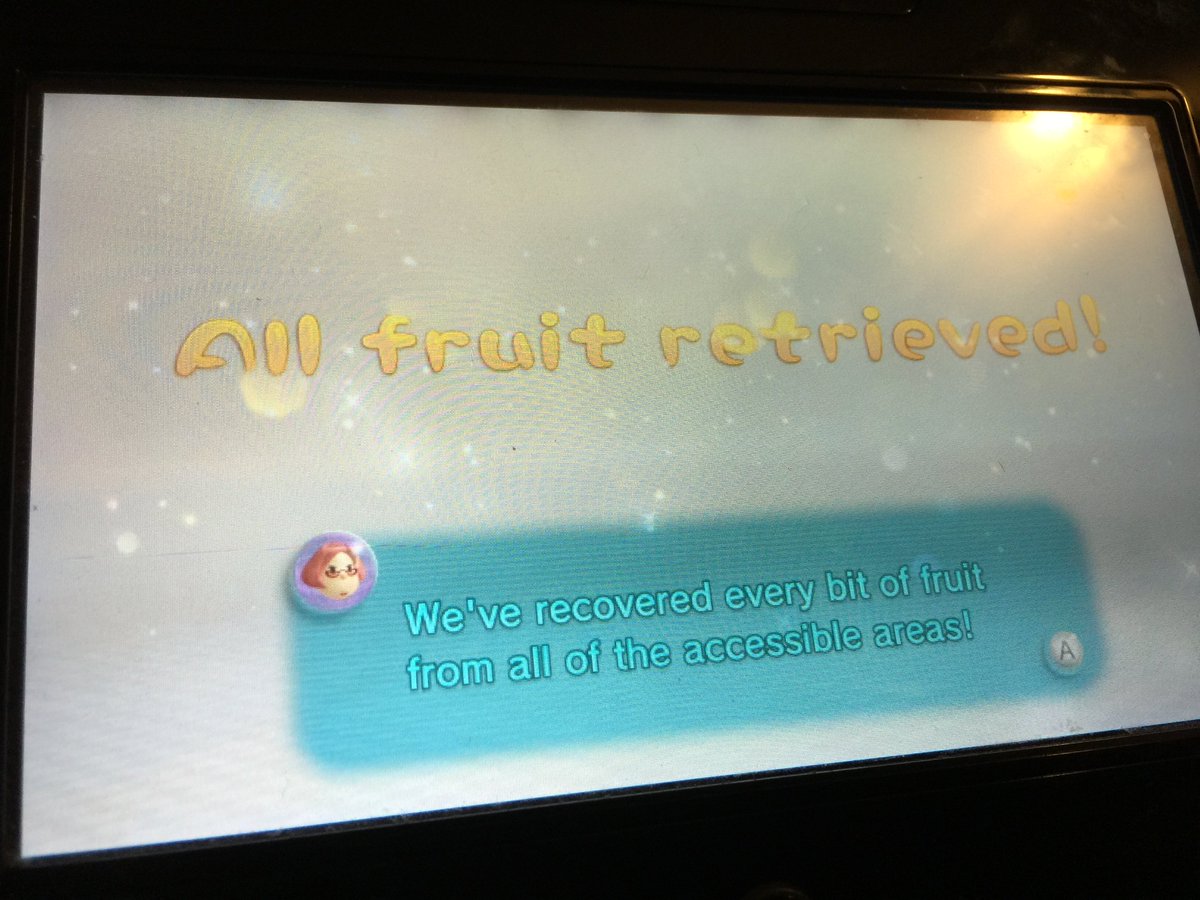 All fruit retrieved!
We've recovered every bit of fruit
from all of the accessible areas!
A